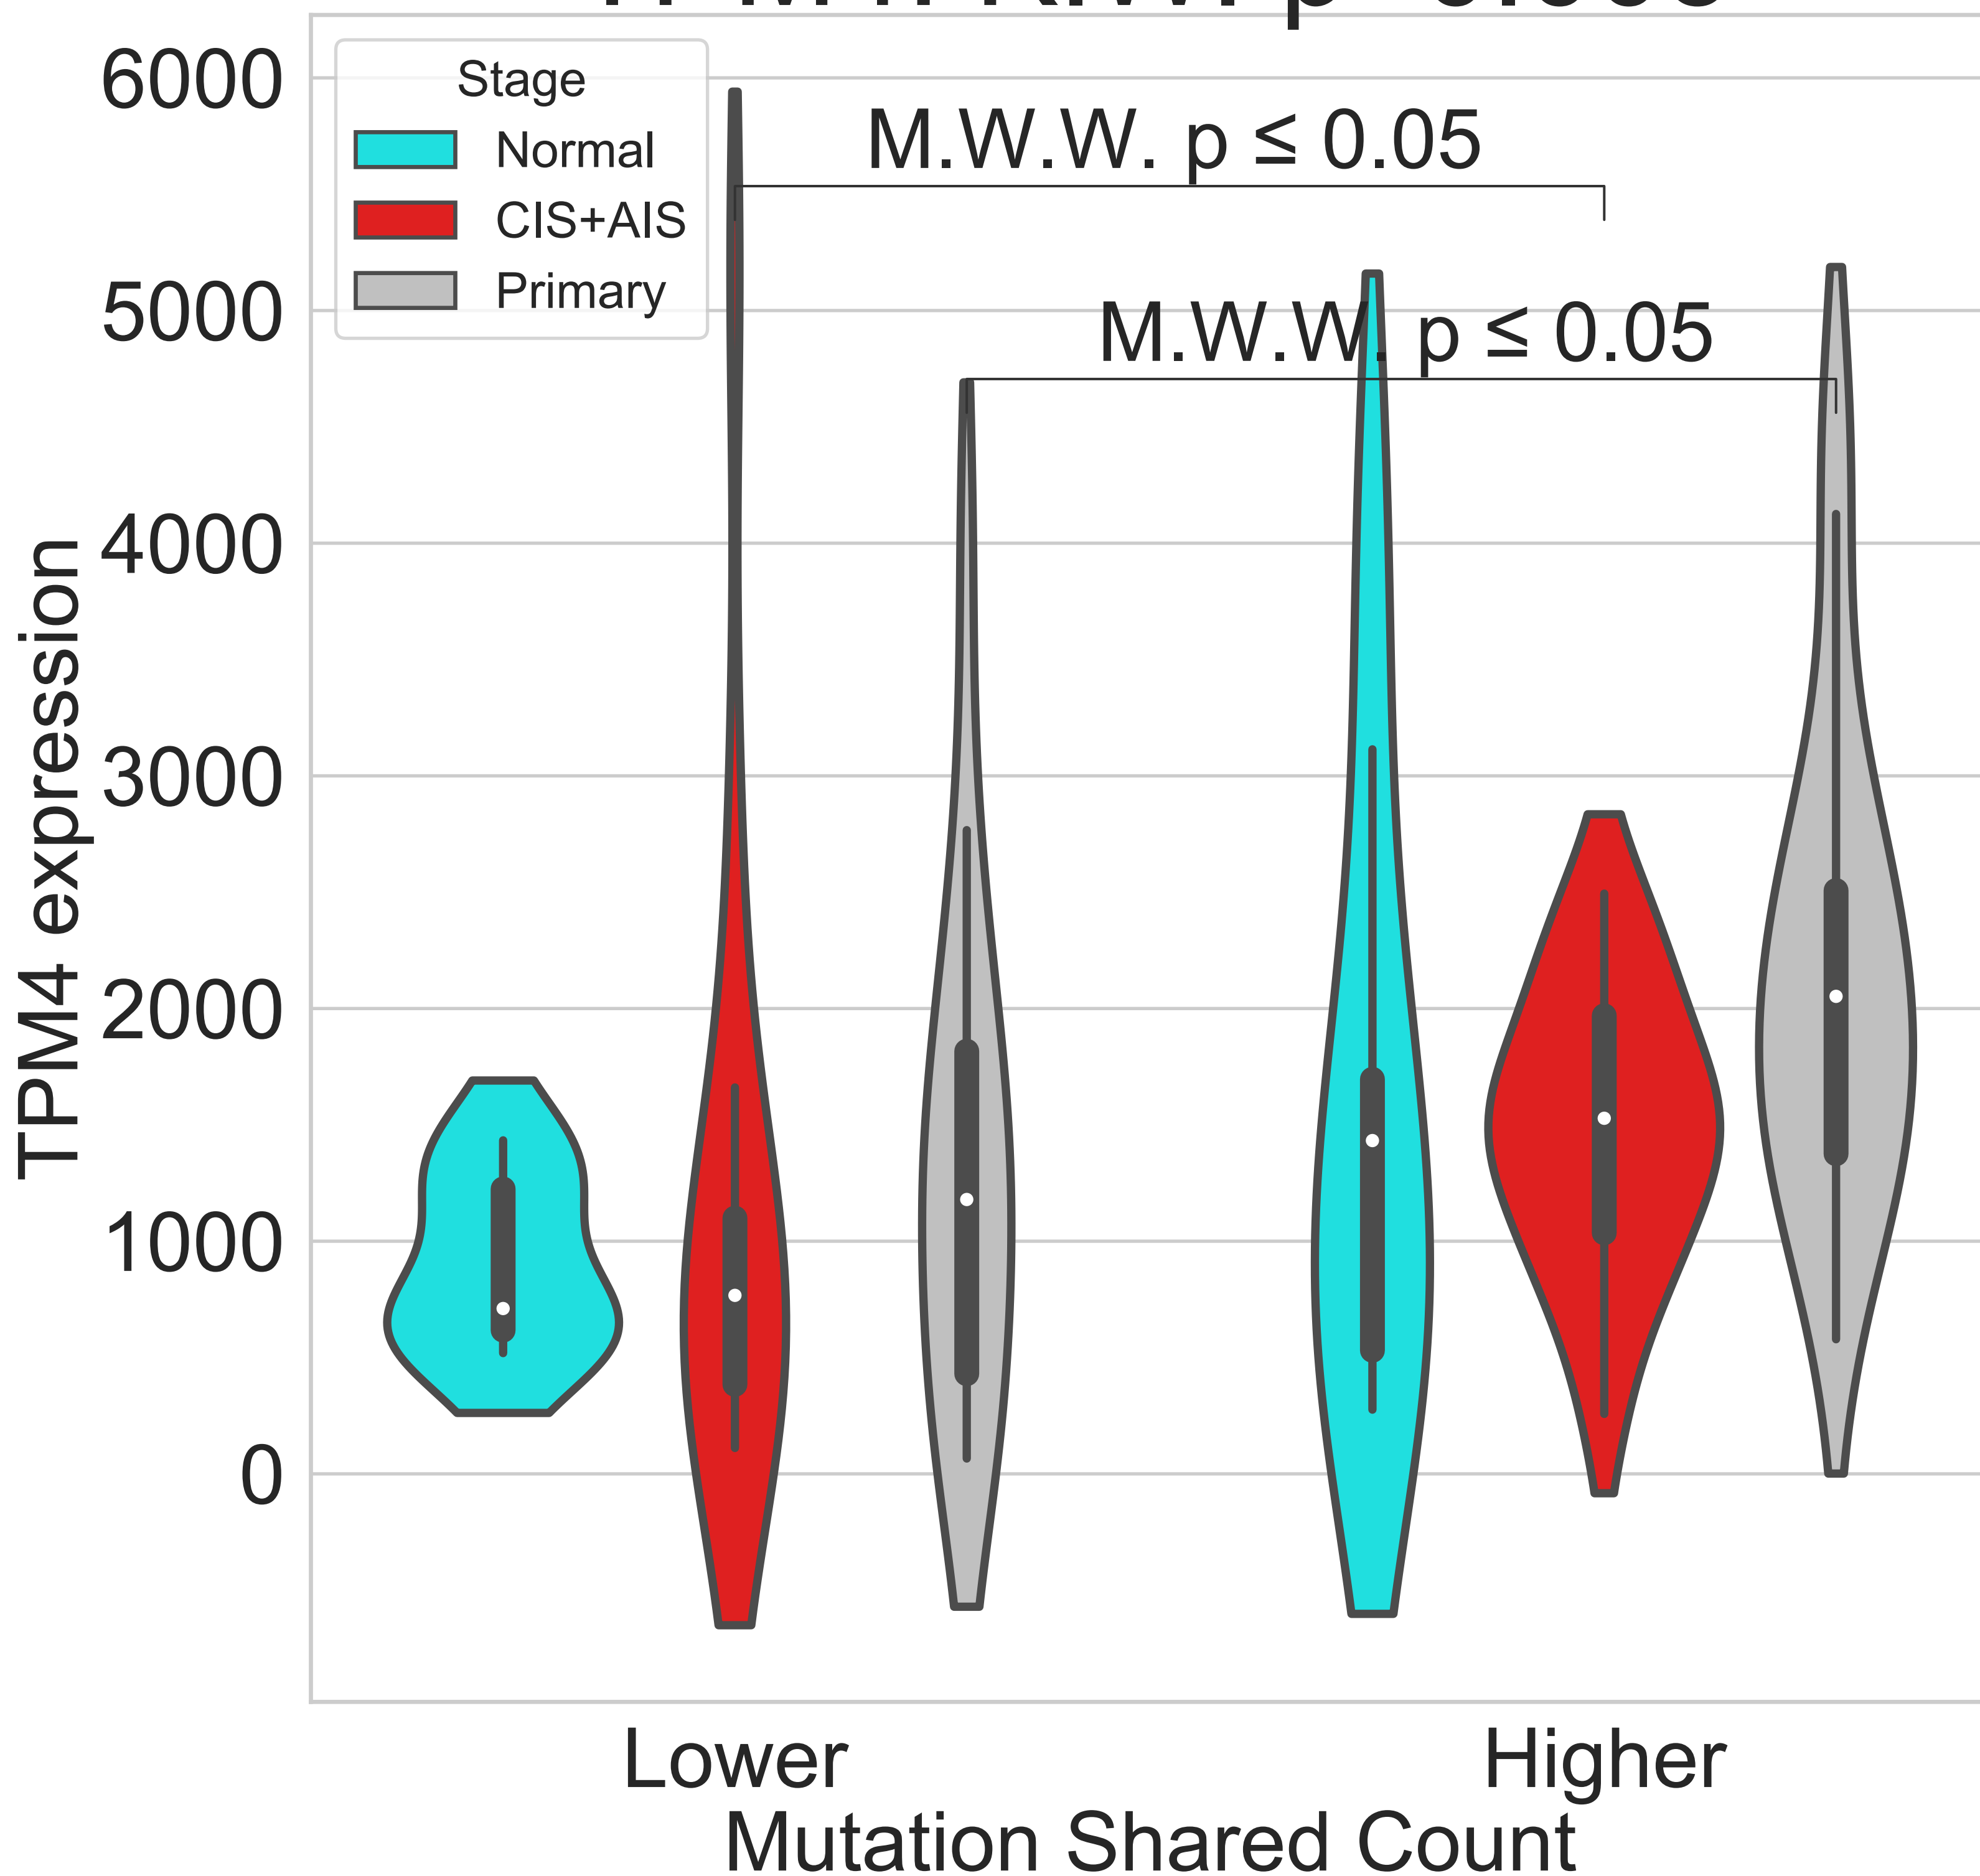 6000
5000
4000
3000
2000
1000
0
TPM4 expression
Stage
Normal
CIS+AIS
Primary
M.W.W. p ≤ 0.05
M.W.W. p ≤ 0.05
Lower
Higher
Mutation Shared Count